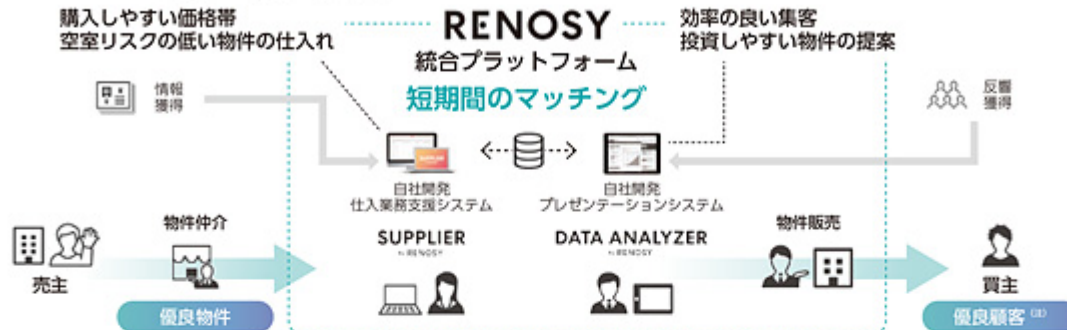 購入しやすい価格帯
空室リスクの低い物件の仕入れ
RENOSY
統合プラットフォーム
短期間のマッチング
効率の良い集客
投資しやすい物件の提案
情報
獲得
反響
獲得
自社開発
仕入業務支援システム
自社開発
プレゼンテーションシステム
物件仲介
SUPPLIER
by RENOSY
DATA ANALYZER
by RENOSY
物件販売
売主
買主
優良物件
優良顧客